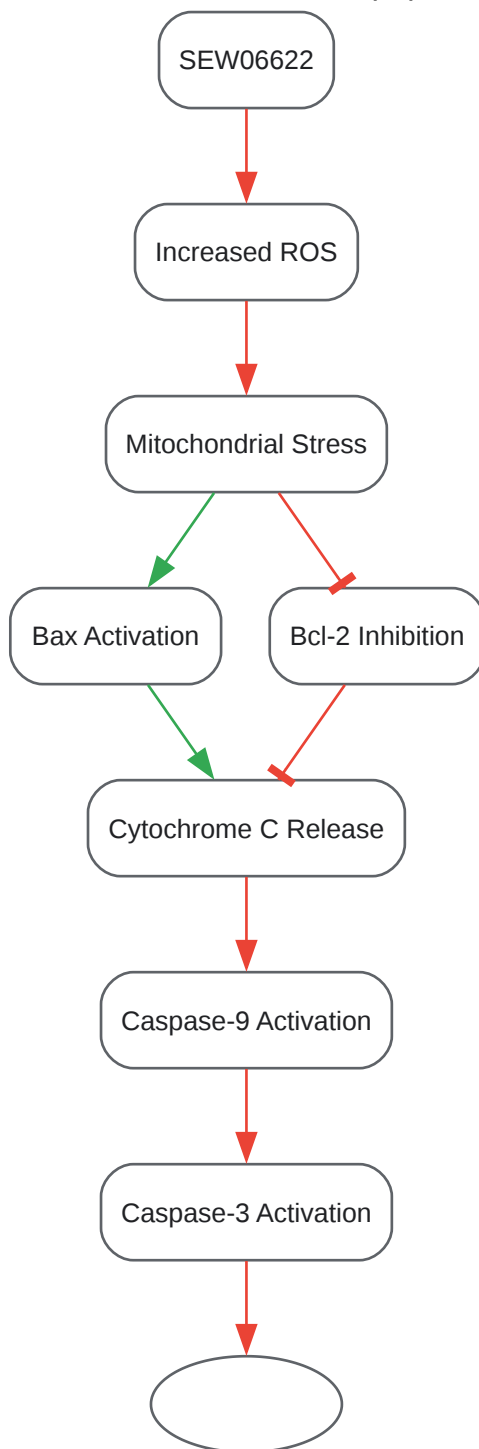 SEW06622
Increased ROS
Mitochondrial Stress
Bax Activation
Bcl-2 Inhibition
Cytochrome C Release
Caspase-9 Activation
Caspase-3 Activation